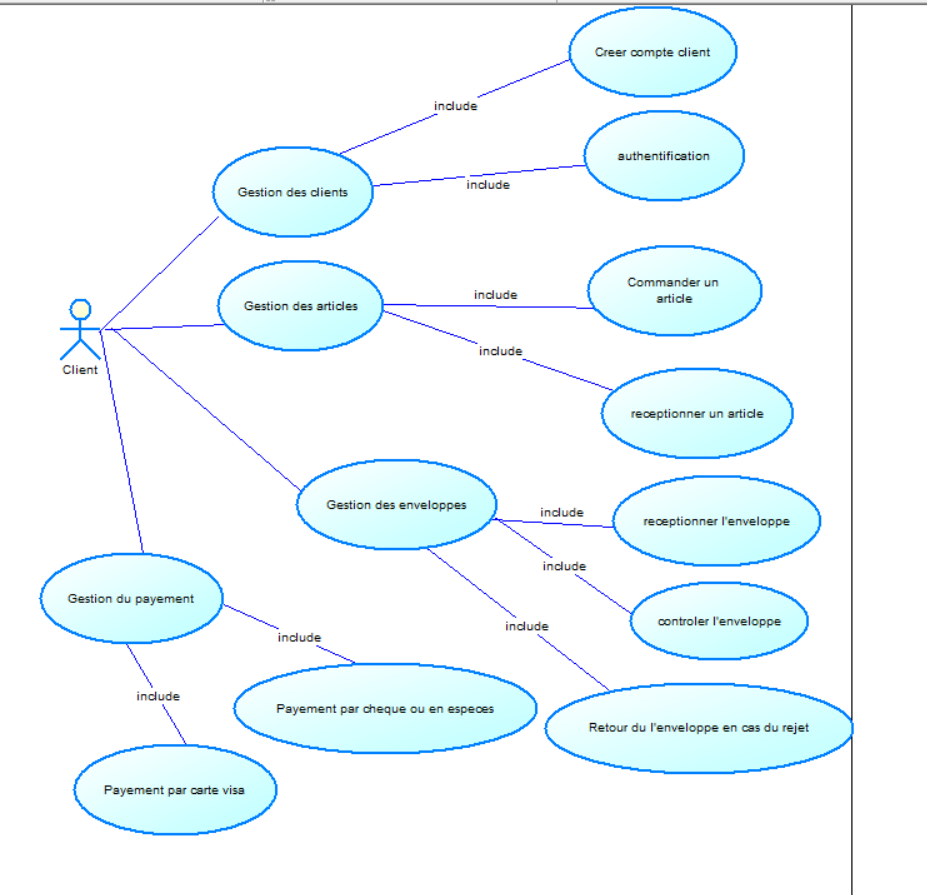 Creer compte client
include
authentification
include
Gestion des clients
Commander un
article
include
Gestion des articles
include
Client
receptionner un article
Gestion des enveloppes
include
receptionner l'enveloppe
include
Gestion du payement
controler l'enveloppe
include
include
include
Payement par cheque ou en especes
Retour du l'enveloppe en cas du rejet
Payement par carte visa